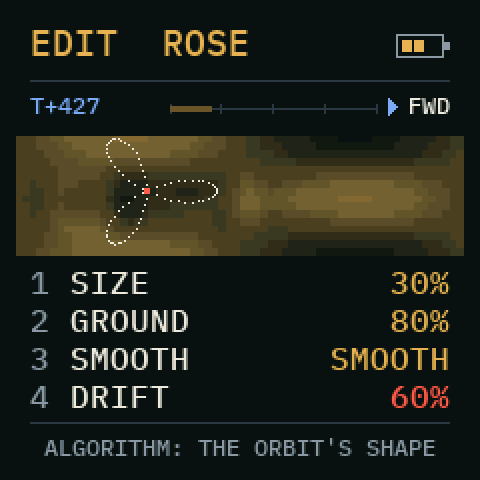 EDIT ROSE
T+427 FWD
1 SIZE 30%
2 GROUND 80%
3 SMOOTH SMOOTH
4 DRIFT 60%
ALGORITHM: THE ORBIT'S SHAPE